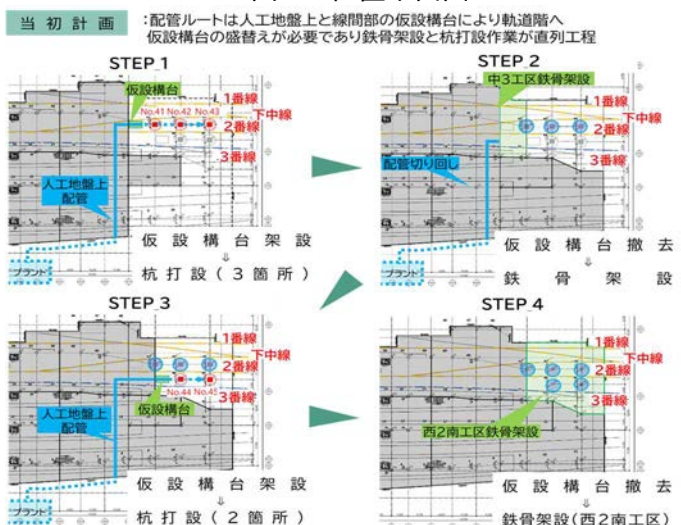 当初計画
:配管ルートは人工地盤上と線間部の仮設構台により軌道階へ
仮設構台の盛替えが必要であり鉄骨架設と杭打設作業が直列工程
STEP_1
仮設構台
No.41 No.42 No.43
1番線
下中線
2番線
3番線
人工地盤上
配管
プラント
仮設構台架設
⇓
杭打設(3箇所)
STEP_2
中3工区鉄骨架設
1番線
下中線
2番線
3番線
配管切り回し
プラント
仮設構台撤去
⇓
鉄骨架設
STEP_3
1番線
下中線
2番線
3番線
No.44 No.45
仮設構台
人工地盤上
配管
プラント
仮設構台架設
⇓
杭打設(2箇所)
STEP_4
1番線
下中線
2番線
3番線
西2南工区鉄骨架設
仮設構台撤去
⇓
鉄骨架設(西2南工区)